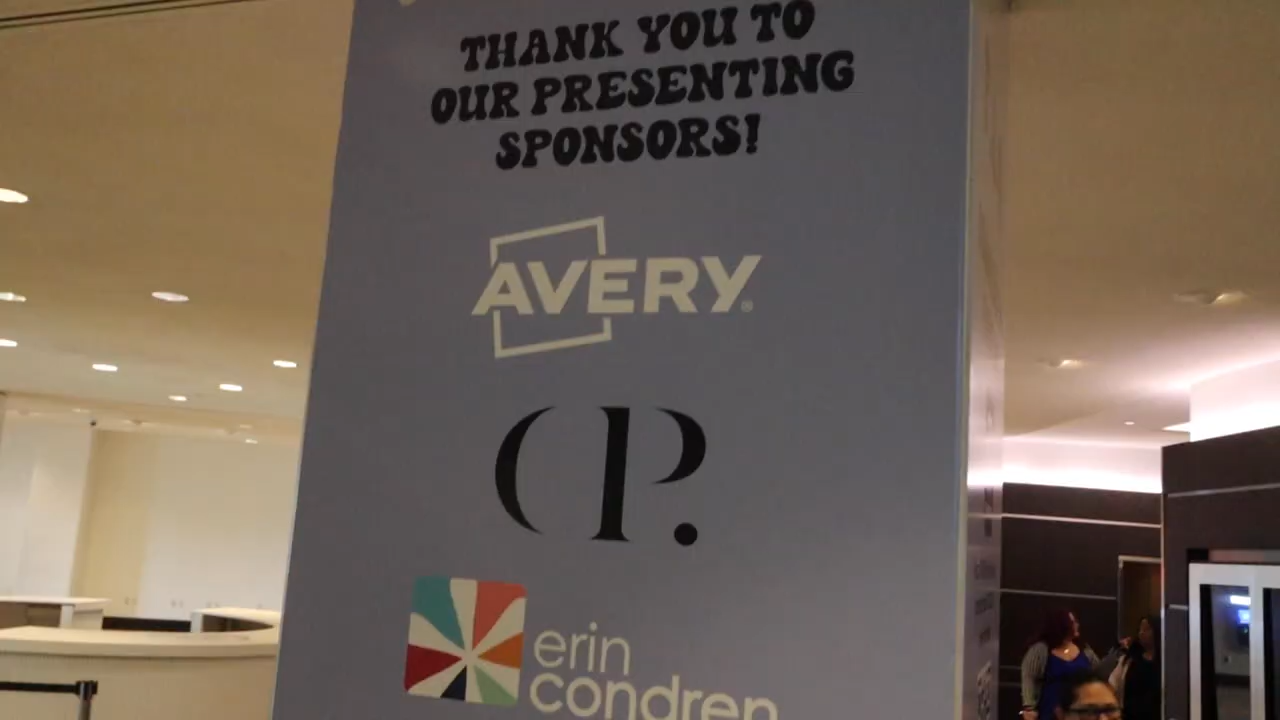 THANK YOU TO
OUR PRESENTING
SPONSORS!
AVERY®
CP.
erin
condren